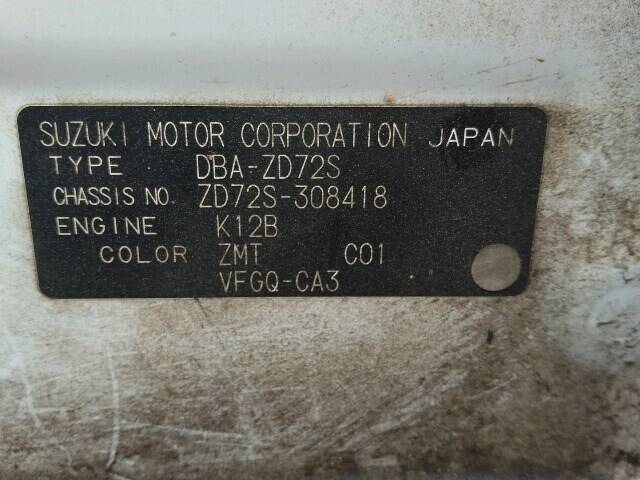 SUZUKI MOTOR CORPORATION JAPAN
TYPE DBA-ZD72S
CHASSIS NO. ZD72S-308418
ENGINE K12B
COLOR ZMT C01
VFGQ-CA3